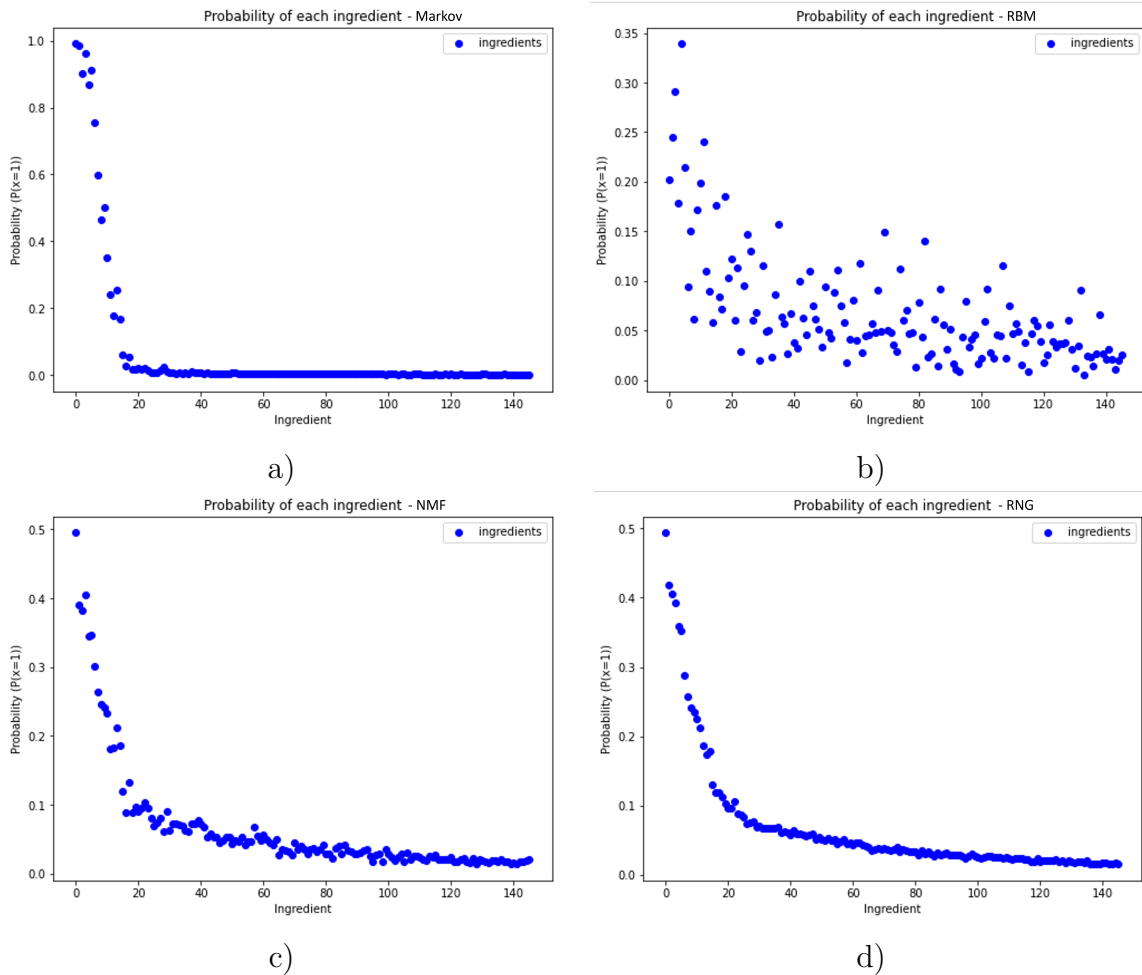 Probability of each ingredient - Markov
ingredients
Probability (P(x=1))
1.0
0.8
0.6
0.4
0.2
0.0
0 20 40 60 80 100 120 140
Ingredient
a)
Probability of each ingredient - RBM
ingredients
Probability (P(x=1))
0.35
0.30
0.25
0.20
0.15
0.10
0.05
0.00
0 20 40 60 80 100 120 140
Ingredient
b)
Probability of each ingredient - NMF
ingredients
Probability (P(x=1))
0.5
0.4
0.3
0.2
0.1
0.0
0 20 40 60 80 100 120 140
Ingredient
c)
Probability of each ingredient - RNG
ingredients
Probability (P(x=1))
0.5
0.4
0.3
0.2
0.1
0.0
0 20 40 60 80 100 120 140
Ingredient
d)